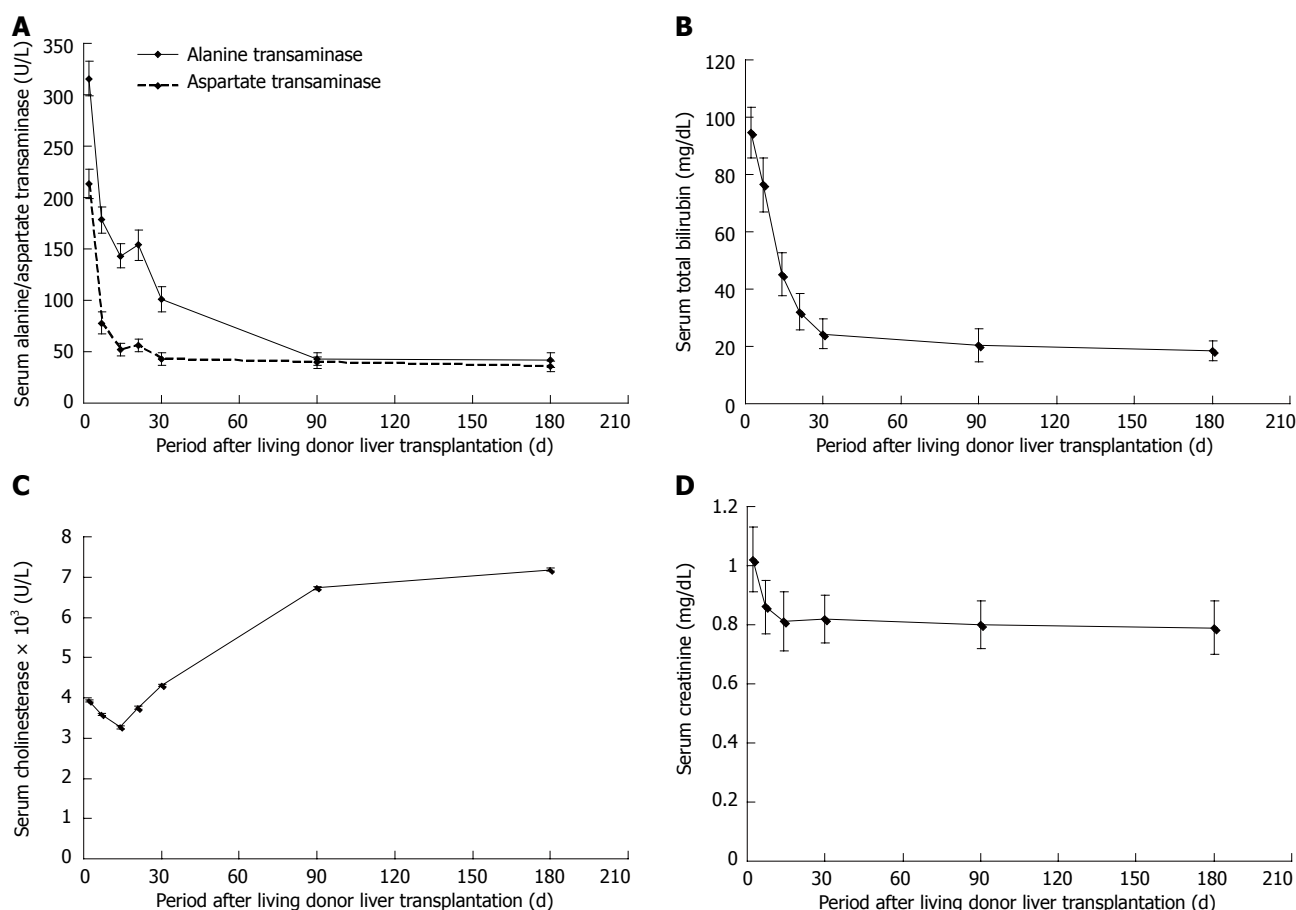 A
Serum alanine/aspartate transaminase (U/L)
350
300
250
200
150
100
50
0
Alanine transaminase
Aspartate transaminase
0 30 60 90 120 150 180 210
Period after living donor liver transplantation (d)
B
Serum total bilirubin (mg/dL)
120
100
80
60
40
20
0
0 30 60 90 120 150 180 210
Period after living donor liver transplantation (d)
C
Serum cholinesterase × 10³ (U/L)
8
7
6
5
4
3
2
1
0
0 30 60 90 120 150 180 210
Period after living donor liver transplantation (d)
D
Serum creatinine (mg/dL)
1.2
1
0.8
0.6
0.4
0.2
0
0 30 60 90 120 150 180 210
Period after living donor liver transplantation (d)